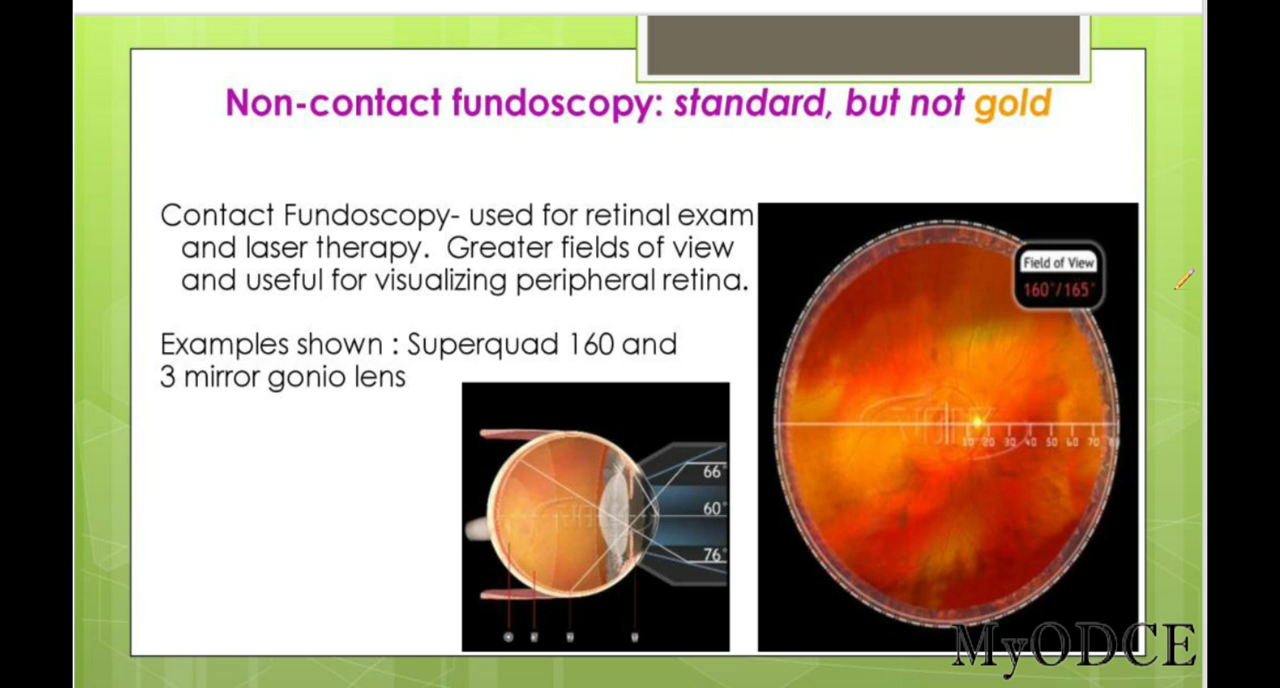 Non-contact fundoscopy: standard, but not gold
Contact Fundoscopy- used for retinal exam
and laser therapy.  Greater fields of view
and useful for visualizing peripheral retina.
Examples shown : Superquad 160 and
3 mirror gonio lens
Field of View
160°/165°
10 20 30 40 50 60 70
66°
60°
76°
MyODCE